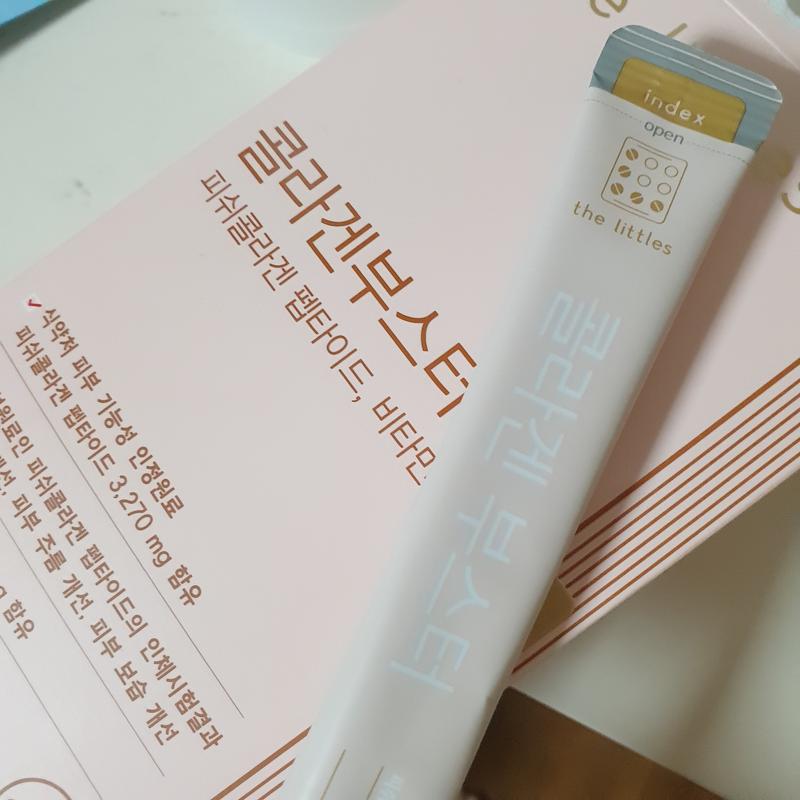 콜라겐부스터
피쉬콜라겐 펩타이드, 비타민
식약처 피부 기능성 인정원료
피쉬콜라겐 펩타이드 3,270 mg 함유
피쉬콜라겐 펩타이드의 인체시험결과
피부 주름 개선, 피부 보습 개선
함유
index
open
the littles
콜라겐 부스터